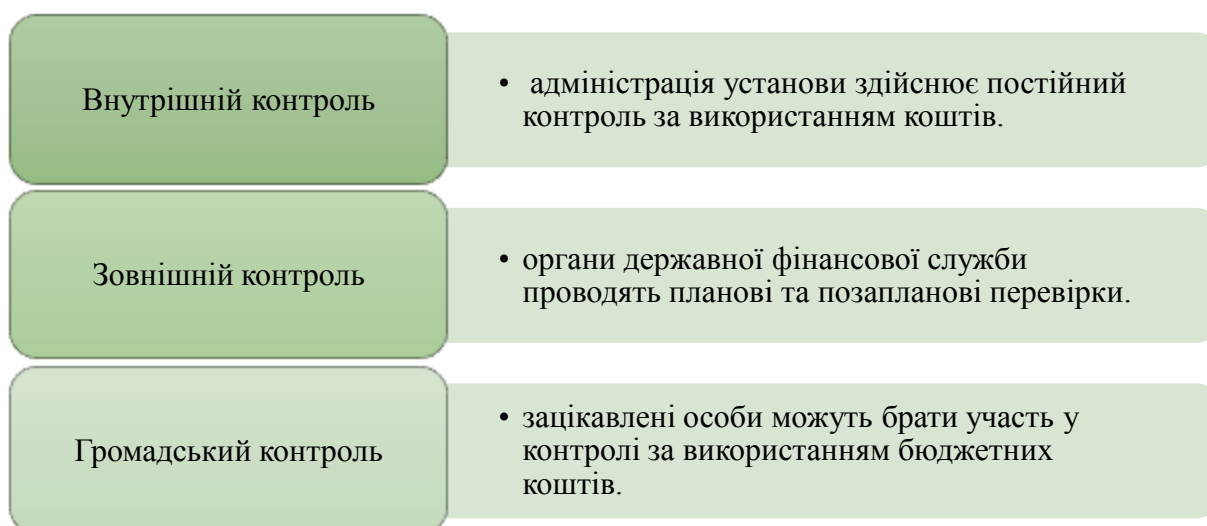 Внутрішній контроль
• адміністрація установи здійснює постійний
контроль за використанням коштів.
Зовнішній контроль
• органи державної фінансової служби
проводять планові та позапланові перевірки.
Громадський контроль
• зацікавлені особи можуть брати участь у
контролі за використанням бюджетних
коштів.